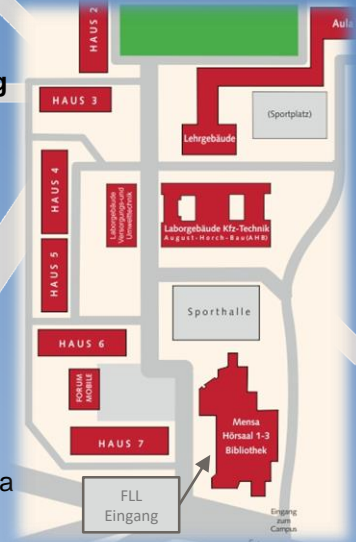 HAUS 2
Aula
g
HAUS 3
(Sportplatz)
Lehrgebäude
HAUS 4
Laborgebäude
Versorgungs-und
Umwelttechnik
Laborgebäude Kfz-Technik
August-Horch-Bau(AHB)
HAUS 5
Sporthalle
HAUS 6
FORUM
MOBILE
Mensa
Hörsaal 1-3
Bibliothek
HAUS 7
a
FLL
Eingang
Eingang
zum
Campus